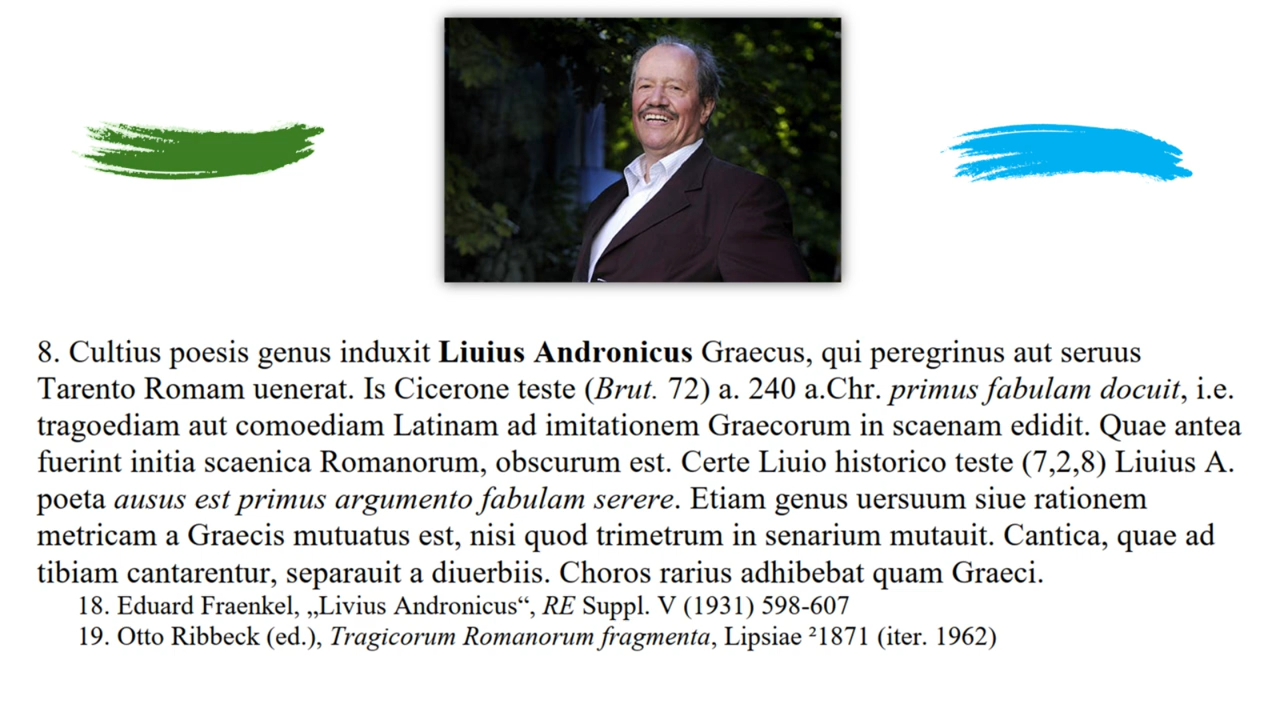 8. Cultius poesis genus induxit Liuius Andronicus Graecus, qui peregrinus aut seruus
Tarento Romam uenerat. Is Cicerone teste (Brut. 72) a. 240 a.Chr. primus fabulam docuit, i.e.
tragoediam aut comoediam Latinam ad imitationem Graecorum in scaenam edidit. Quae antea
fuerint initia scaenica Romanorum, obscurum est. Certe Liuio historico teste (7,2,8) Liuius A.
poeta ausus est primus argumento fabulam serere. Etiam genus uersuum siue rationem
metricam a Graecis mutuatus est, nisi quod trimetrum in senarium mutauit. Cantica, quae ad
tibiam cantarentur, separauit a diuerbiis. Choros rarius adhibebat quam Graeci.
18. Eduard Fraenkel, „Livius Andronicus“, RE Suppl. V (1931) 598-607
19. Otto Ribbeck (ed.), Tragicorum Romanorum fragmenta, Lipsiae ²1871 (iter. 1962)